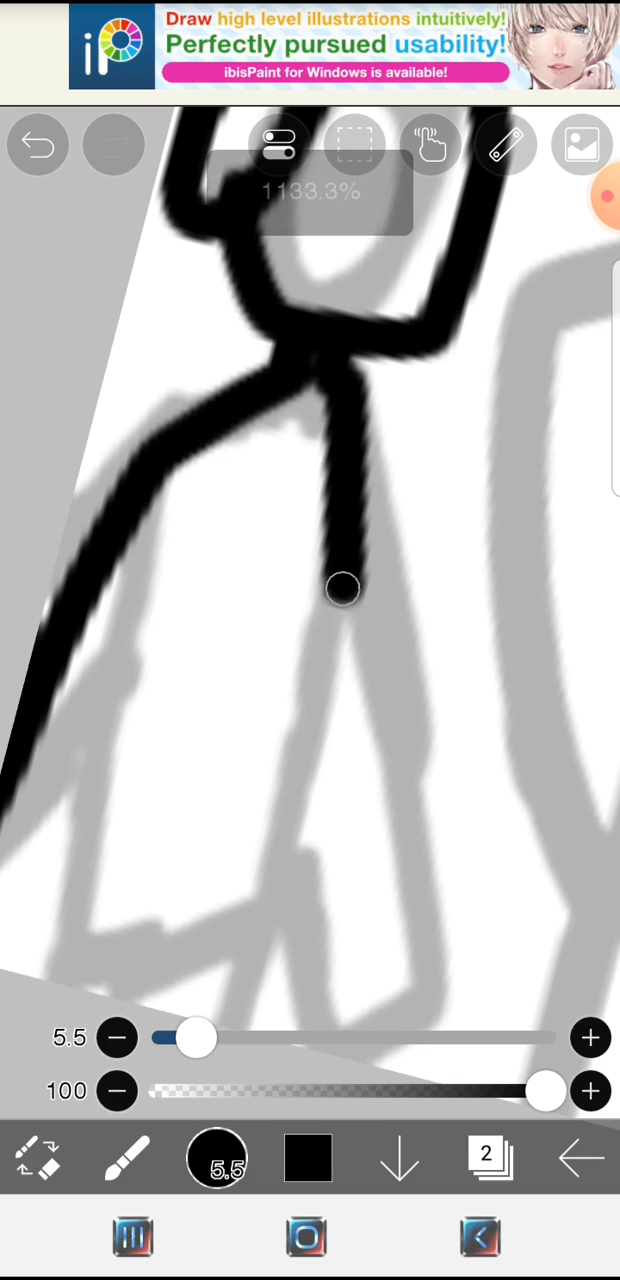 iP
Draw high level illustrations intuitively!
Perfectly pursued usability!
ibisPaint for Windows is available!
1133.3%
5.5
100
5.5
2